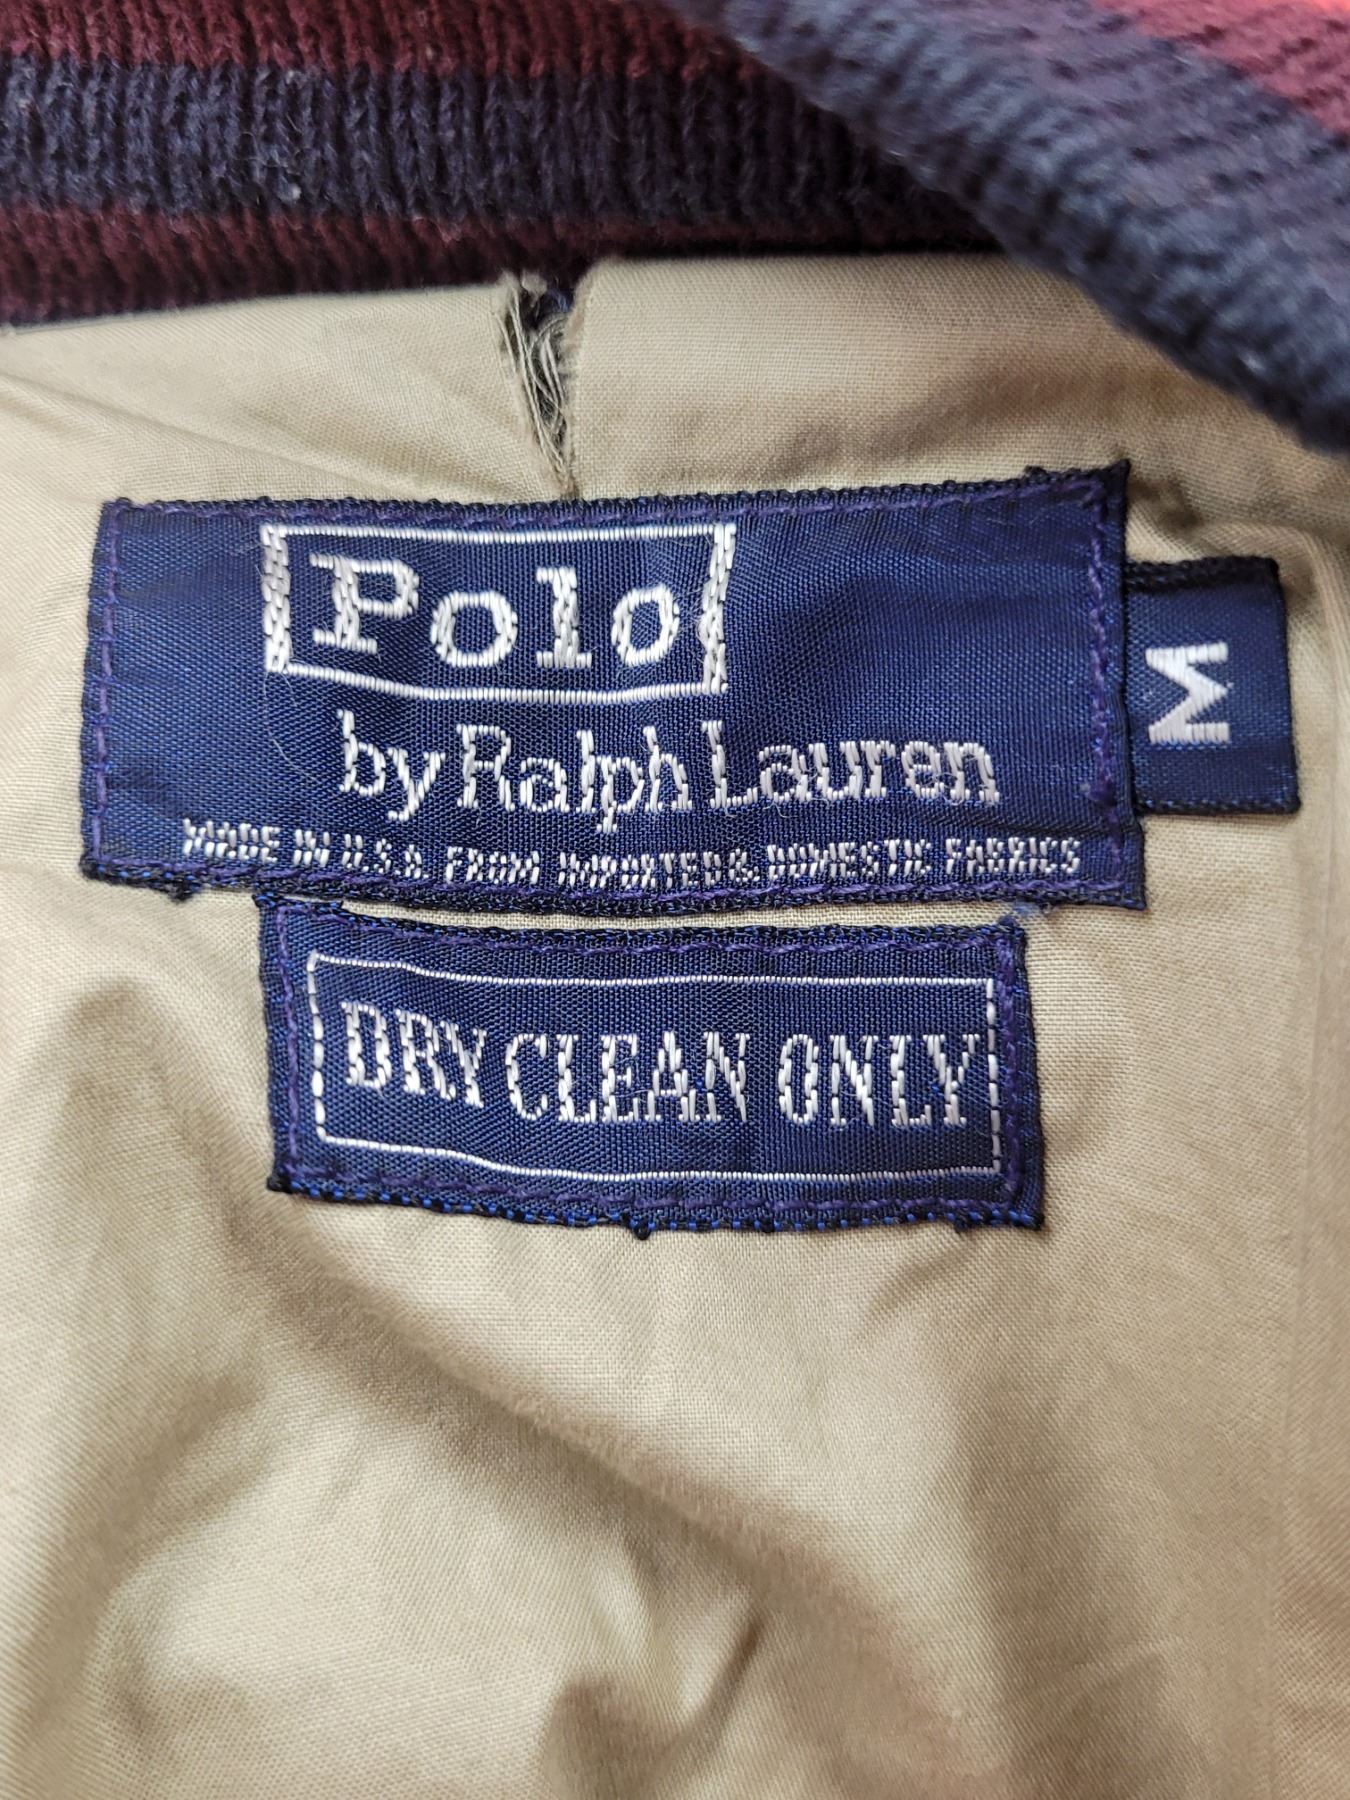 Polo
by Ralph Lauren
MADE IN U.S.A. FROM IMPORTED & DOMESTIC FABRICS
M
DRY CLEAN ONLY